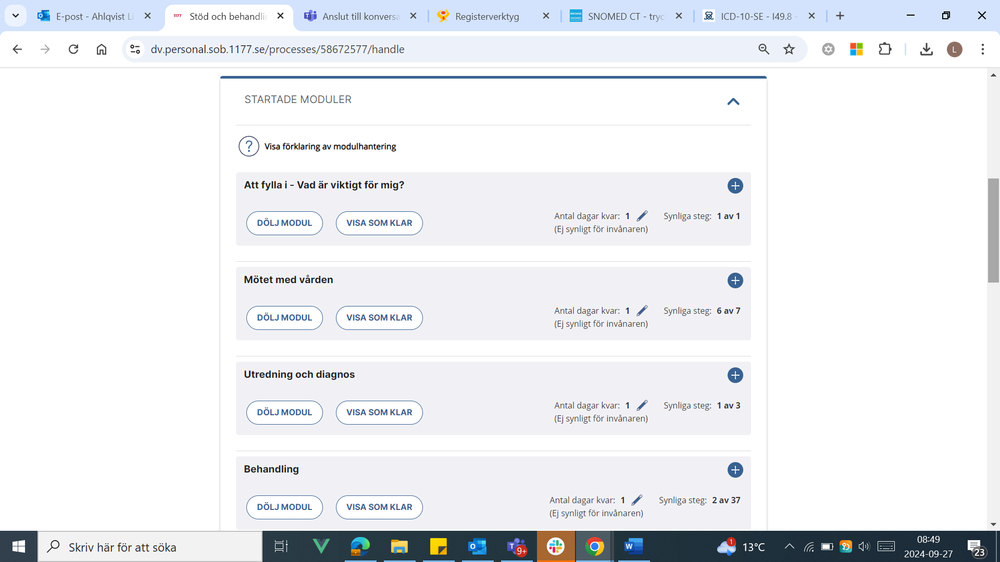 E-post - Ahlqvist Li
1177
Stöd och behandlin
Anslut till konversa
Registerverktyg
SNOMED CT - tryc
ICD-10-SE - I49.8 -
dv.personal.sob.1177.se/processes/58672577/handle
L
STARTADE MODULER
? Visa förklaring av modulhantering
Att fylla i - Vad är viktigt för mig?
DÖLJ MODUL
VISA SOM KLAR
Antal dagar kvar: 1
(Ej synligt för invånaren)
Synliga steg: 1 av 1
Mötet med vården
DÖLJ MODUL
VISA SOM KLAR
Antal dagar kvar: 1
(Ej synligt för invånaren)
Synliga steg: 6 av 7
Utredning och diagnos
DÖLJ MODUL
VISA SOM KLAR
Antal dagar kvar: 1
(Ej synligt för invånaren)
Synliga steg: 1 av 3
Behandling
DÖLJ MODUL
VISA SOM KLAR
Antal dagar kvar: 1
(Ej synligt för invånaren)
Synliga steg: 2 av 37
Skriv här för att söka
9+
1
13°C
08:49
2024-09-27
23